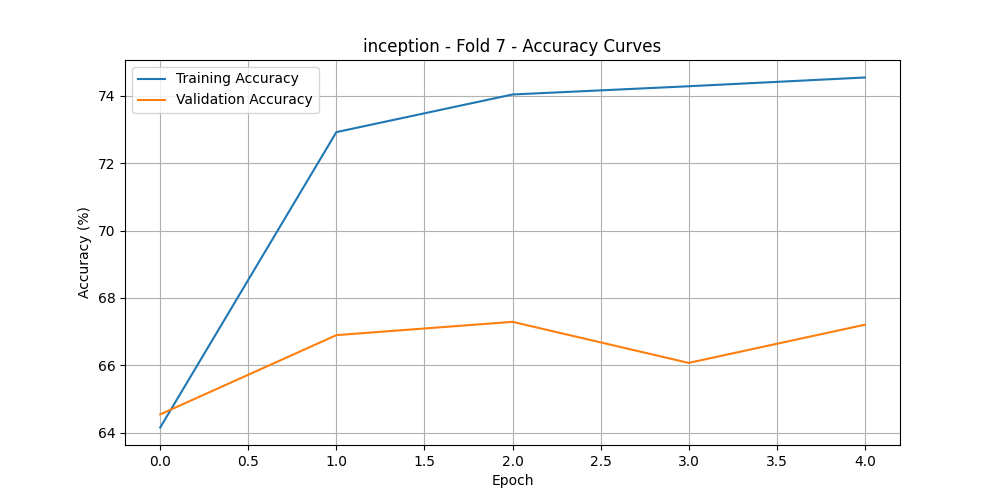 inception - Fold 7 - Accuracy Curves
Training Accuracy
Validation Accuracy
Accuracy (%)
74
72
70
68
66
64
0.0 0.5 1.0 1.5 2.0 2.5 3.0 3.5 4.0
Epoch